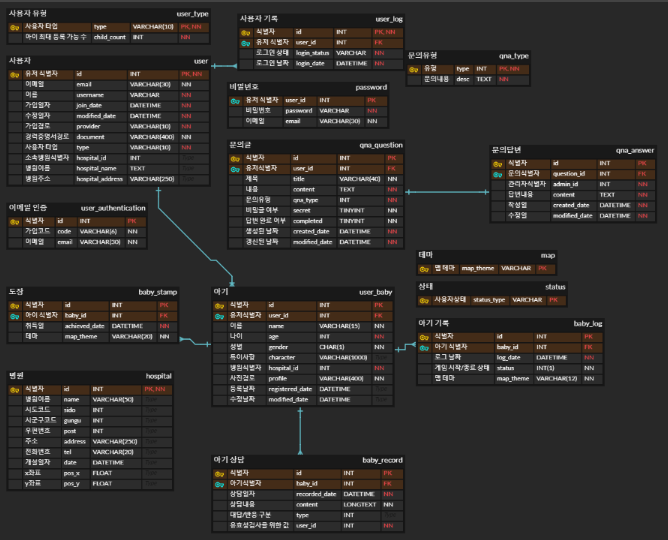 사용자 유형 user_type
사용자 타입 type VARCHAR(10) PK, NN
아이 최대 등록 가능 수 child_count INT NN
사용자 user
유저 식별자 id INT PK, NN
이메일 email VARCHAR(30) NN
이름 username VARCHAR NN
가입일자 join_date DATETIME NN
수정일자 modified_date DATETIME NN
가입경로 provider VARCHAR(10) NN
경력증명서경로 document VARCHAR(400) NN
사용자 타입 type VARCHAR(10) NN
소속병원식별자 hospital_id INT
병원이름 hospital_name TEXT
병원주소 hospital_address VARCHAR(250)
이메일 인증 user_authentication
식별자 id INT PK
가입코드 code VARCHAR(6) NN
이메일 email VARCHAR(30) NN
도장 baby_stamp
식별자 id INT PK
아이 식별자 baby_id INT FK
취득일 achieved_date DATETIME NN
테마 map_theme VARCHAR(20) NN
병원 hospital
식별자 id INT PK, NN
병원이름 name VARCHAR(50)
시도코드 sido INT
시군구코드 gungu INT
우편번호 post INT
주소 address VARCHAR(250)
전화번호 tel VARCHAR(20)
개설일자 date DATETIME
x좌표 pos_x FLOAT
y좌표 pos_y FLOAT
사용자 기록 user_log
식별자 id INT PK, NN
유저 식별자 user_id INT FK
로그인 상태 login_status VARCHAR NN
로그인 날짜 login_date DATETIME NN
비밀번호 password
유저 식별자 user_id INT PK
비밀번호 password VARCHAR NN
이메일 email VARCHAR(30) NN
문의글 qna_question
식별자 id INT PK
유저식별자 user_id INT FK
제목 title VARCHAR(40) NN
내용 content TEXT NN
문의유형 qna_type INT NN
비밀글 여부 secret TINYINT NN
답변 완료 여부 completed TINYINT NN
생성된 날짜 created_date DATETIME NN
갱신된 날짜 modified_date DATETIME NN
아기 user_baby
식별자 id INT PK
유저식별자 user_id INT FK
이름 name VARCHAR(15) NN
나이 age INT NN
성별 gender CHAR(1) NN
특이사항 character VARCHAR(1000)
병원식별자 hospital_id INT NN
사진경로 profile VARCHAR(400) NN
등록날짜 registered_date DATETIME
수정날짜 modified_date DATETIME
아기 상담 baby_record
식별자 id INT PK
아기식별자 baby_id INT FK
상담일자 recorded_date DATETIME NN
상담내용 content LONGTEXT NN
대답/반응 구분 type INT
유효성검사를 위한 값 user_id INT NN
문의유형 qna_type
유형 type INT PK, NN
문의내용 desc TEXT NN
문의답변 qna_answer
식별자 id INT PK
문의식별자 question_id INT FK
관리자식별자 admin_id INT NN
답변내용 content TEXT NN
작성일 created_date DATETIME NN
수정일 modified_date DATETIME NN
테마 map
맵 테마 map_theme VARCHAR PK
상태 status
사용자상태 status_type VARCHAR PK
아기 기록 baby_log
식별자 id INT PK
아기 식별자 baby_id INT FK
로그 날짜 log_date DATETIME NN
게임 시작/종료 상태 status INT(1) NN
맵 테마 map_theme VARCHAR(12) NN